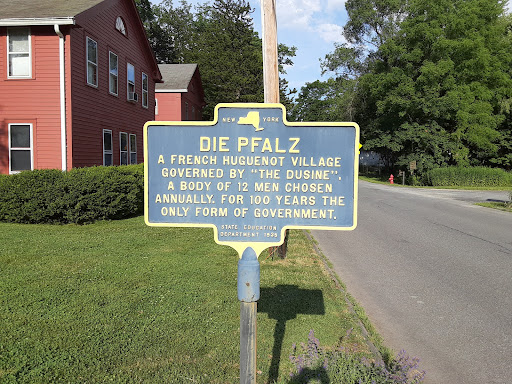 NEW YORK
DIE PFALZ
A FRENCH HUGUENOT VILLAGE
GOVERNED BY "THE DUSINE",
A BODY OF 12 MEN CHOSEN
ANNUALLY. FOR 100 YEARS THE
ONLY FORM OF GOVERNMENT.
STATE EDUCATION
DEPARTMENT 1935